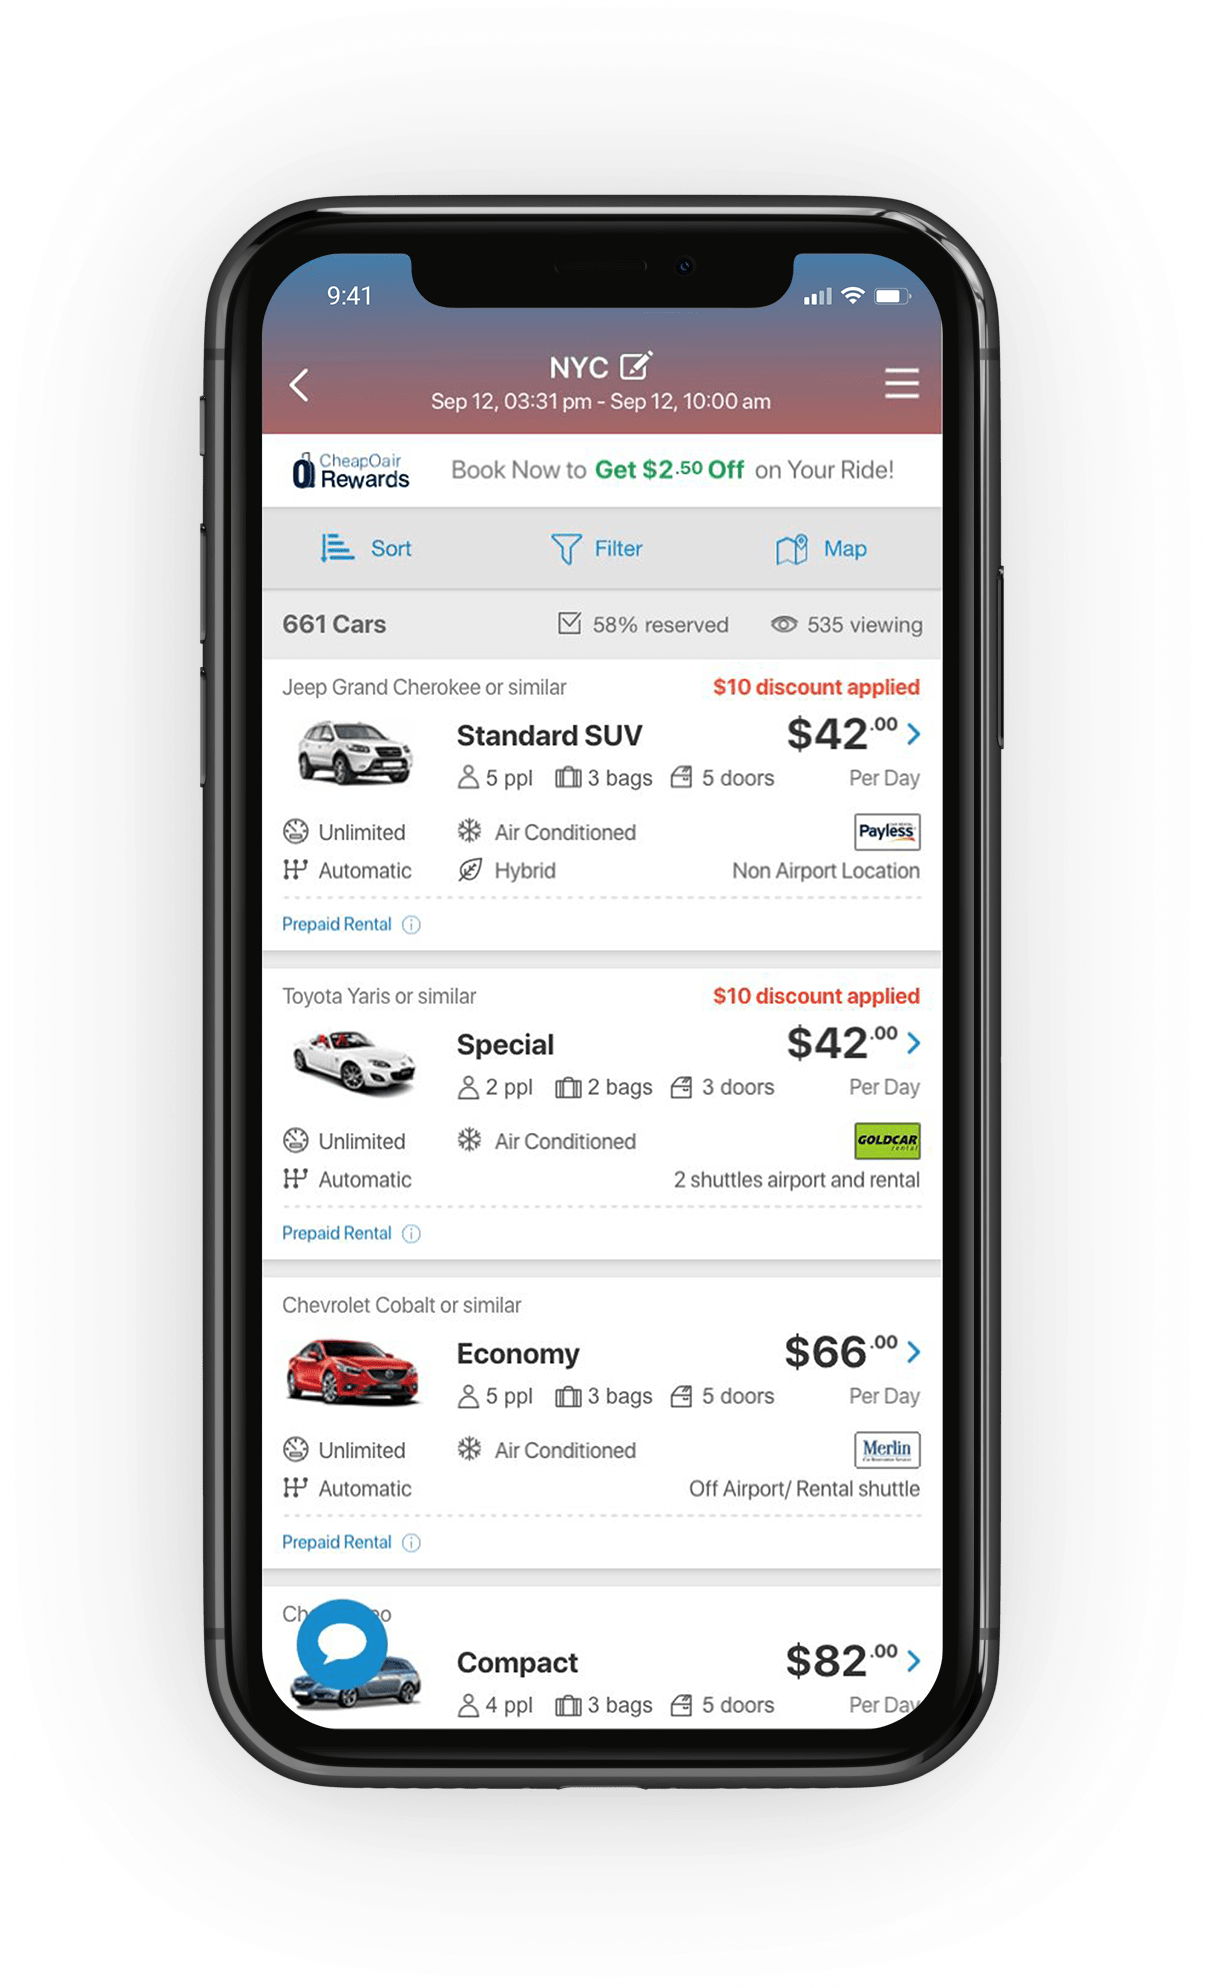 9:41
NYC
Sep 12, 03:31 pm - Sep 12, 10:00 am
CheapOair
Rewards
Book Now to Get $2.50 Off on Your Ride!
Sort Filter Map
661 Cars 58% reserved 535 viewing
Jeep Grand Cherokee or similar $10 discount applied
Standard SUV $42.00
5 ppl 3 bags 5 doors Per Day
Unlimited Air Conditioned Payless
Automatic Hybrid Non Airport Location
Prepaid Rental
Toyota Yaris or similar $10 discount applied
Special $42.00
2 ppl 2 bags 3 doors Per Day
Unlimited Air Conditioned GOLDCAR rental
Automatic 2 shuttles airport and rental
Prepaid Rental
Chevrolet Cobalt or similar
Economy $66.00
5 ppl 3 bags 5 doors Per Day
Unlimited Air Conditioned Merlin
Automatic Off Airport/ Rental shuttle
Prepaid Rental
Compact $82.00
4 ppl 3 bags 5 doors Per Day